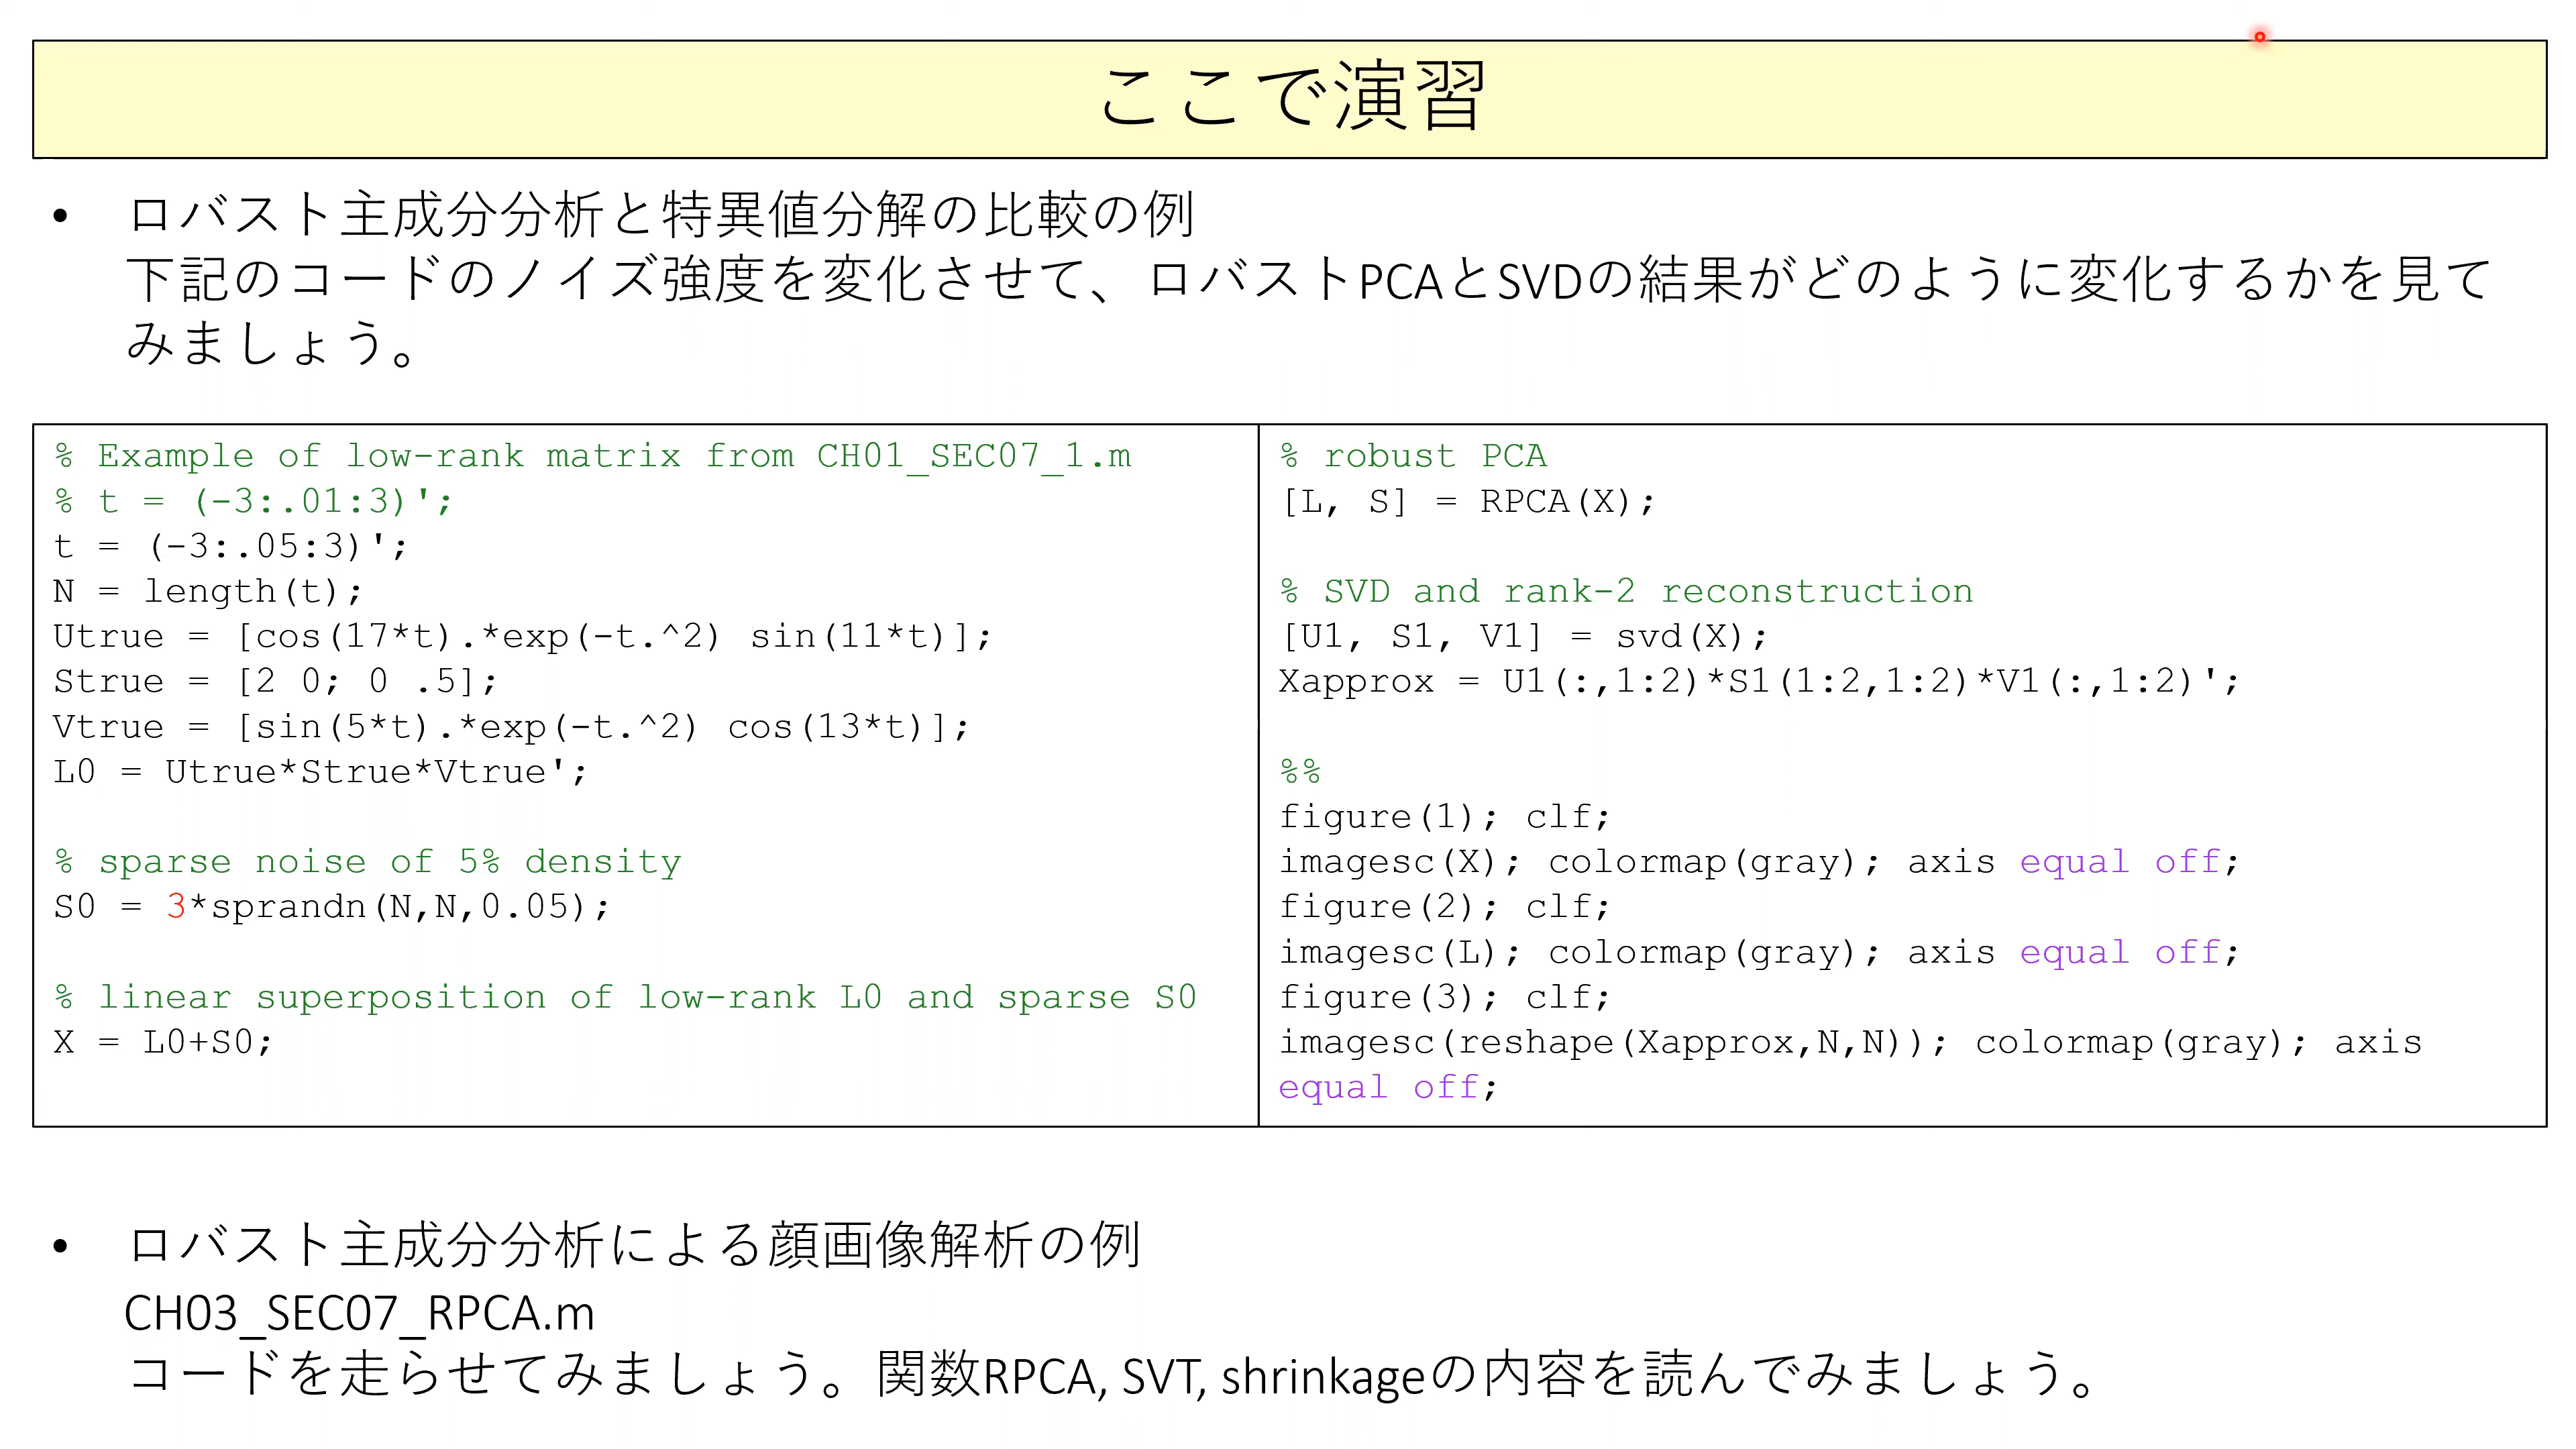 ここで演習
• ロバスト主成分分析と特異値分解の比較の例
下記のコードのノイズ強度を変化させて、ロバストPCAとSVDの結果がどのように変化するかを見て
みましょう。
% Example of low-rank matrix from CH01_SEC07_1.m
% t = (-3:.01:3)';
t = (-3:.05:3)';
N = length(t);
Utrue = [cos(17*t).*exp(-t.^2) sin(11*t)];
Strue = [2 0; 0 .5];
Vtrue = [sin(5*t).*exp(-t.^2) cos(13*t)];
L0 = Utrue*Strue*Vtrue';
% sparse noise of 5% density
S0 = 3*sprandn(N,N,0.05);
% linear superposition of low-rank L0 and sparse S0
X = L0+S0;
% robust PCA
[L, S] = RPCA(X);
% SVD and rank-2 reconstruction
[U1, S1, V1] = svd(X);
Xapprox = U1(:,1:2)*S1(1:2,1:2)*V1(:,1:2)';
%%
figure(1); clf;
imagesc(X); colormap(gray); axis equal off;
figure(2); clf;
imagesc(L); colormap(gray); axis equal off;
figure(3); clf;
imagesc(reshape(Xapprox,N,N)); colormap(gray); axis
equal off;
• ロバスト主成分分析による顔画像解析の例
CH03_SEC07_RPCA.m
コードを走らせてみましょう。関数RPCA, SVT, shrinkageの内容を読んでみましょう。